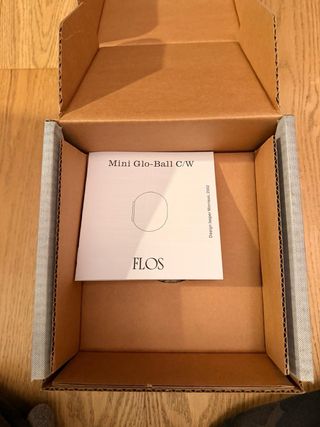 Mini Glo-Ball C/W
Design Jasper Morrison, 2002
FLOS